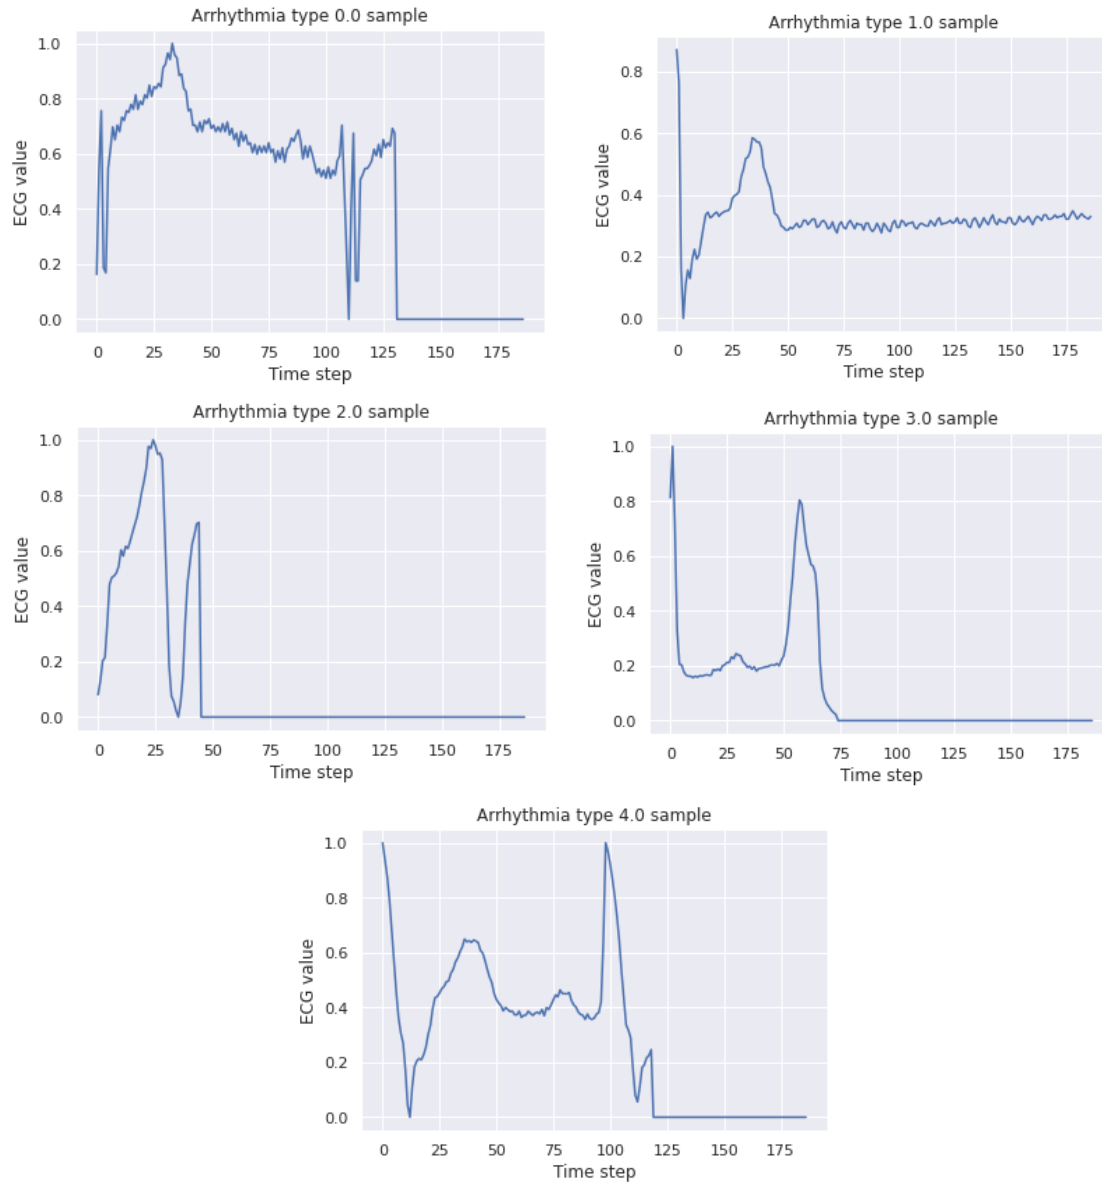 Arrhythmia type 0.0 sample
1.0
0.8
0.6
0.4
0.2
0.0
ECG value
0 25 50 75 100 125 150 175
Time step
Arrhythmia type 1.0 sample
0.8
0.6
0.4
0.2
0.0
ECG value
0 25 50 75 100 125 150 175
Time step
Arrhythmia type 2.0 sample
1.0
0.8
0.6
0.4
0.2
0.0
ECG value
0 25 50 75 100 125 150 175
Time step
Arrhythmia type 3.0 sample
1.0
0.8
0.6
0.4
0.2
0.0
ECG value
0 25 50 75 100 125 150 175
Time step
Arrhythmia type 4.0 sample
1.0
0.8
0.6
0.4
0.2
0.0
ECG value
0 25 50 75 100 125 150 175
Time step